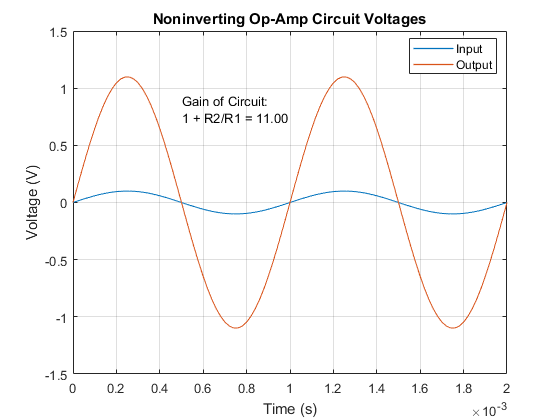 Noninverting Op-Amp Circuit Voltages
1.5
1
0.5
0
-0.5
-1
-1.5
Voltage (V)
Input
Output
Gain of Circuit:
1 + R2/R1 = 11.00
0 0.2 0.4 0.6 0.8 1 1.2 1.4 1.6 1.8 2
Time (s)
×10⁻³